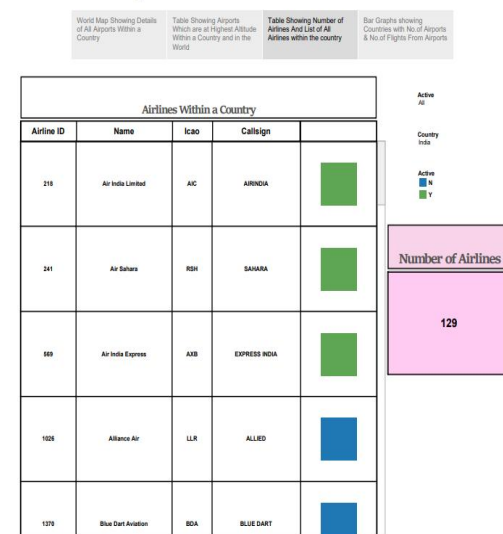 World Map Showing Details
of All Airports Within a
Country
Table Showing Airports
Which are at Highest Altitude
Within a Country and in the
World
Table Showing Number of
Airlines And List of All
Airlines within the country
Bar Graphs showing
Countries with No.of Airports
& No.of Flights From Airports
Airlines Within a Country
Airline ID Name Icao Callsign
218 Air India Limited AIC AIRINDIA
241 Air Sahara RSH SAHARA
569 Air India Express AXB EXPRESS INDIA
1026 Alliance Air LLR ALLIED
1370 Blue Dart Aviation BDA BLUE DART
Active
All
Country
India
Active
N
Y
Number of Airlines
129